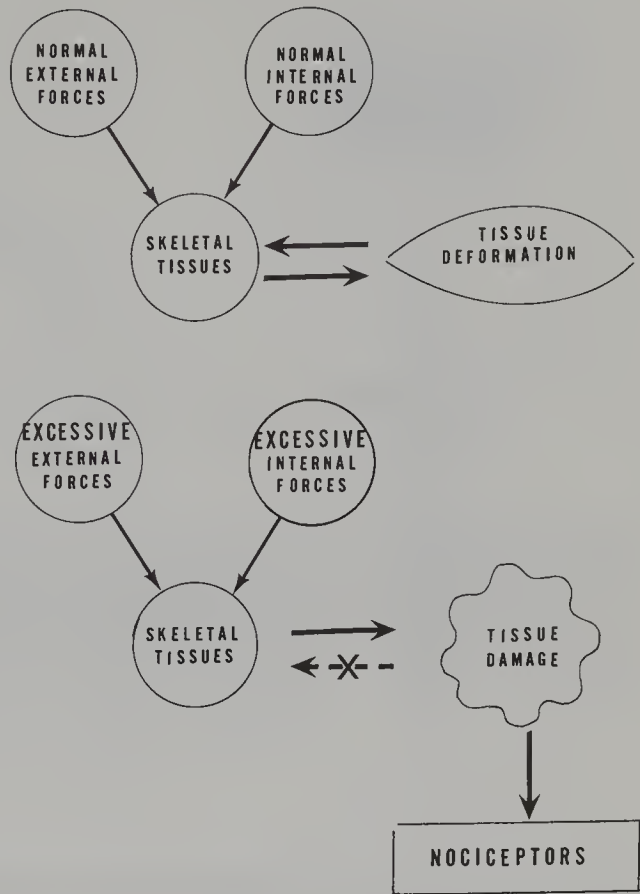 NORMAL
EXTERNAL
FORCES
NORMAL
INTERNAL
FORCES
SKELETAL
TISSUES
TISSUE
DEFORMATION
EXCESSIVE
EXTERNAL
FORCES
EXCESSIVE
INTERNAL
FORCES
SKELETAL
TISSUES
TISSUE
DAMAGE
NOCICEPTORS